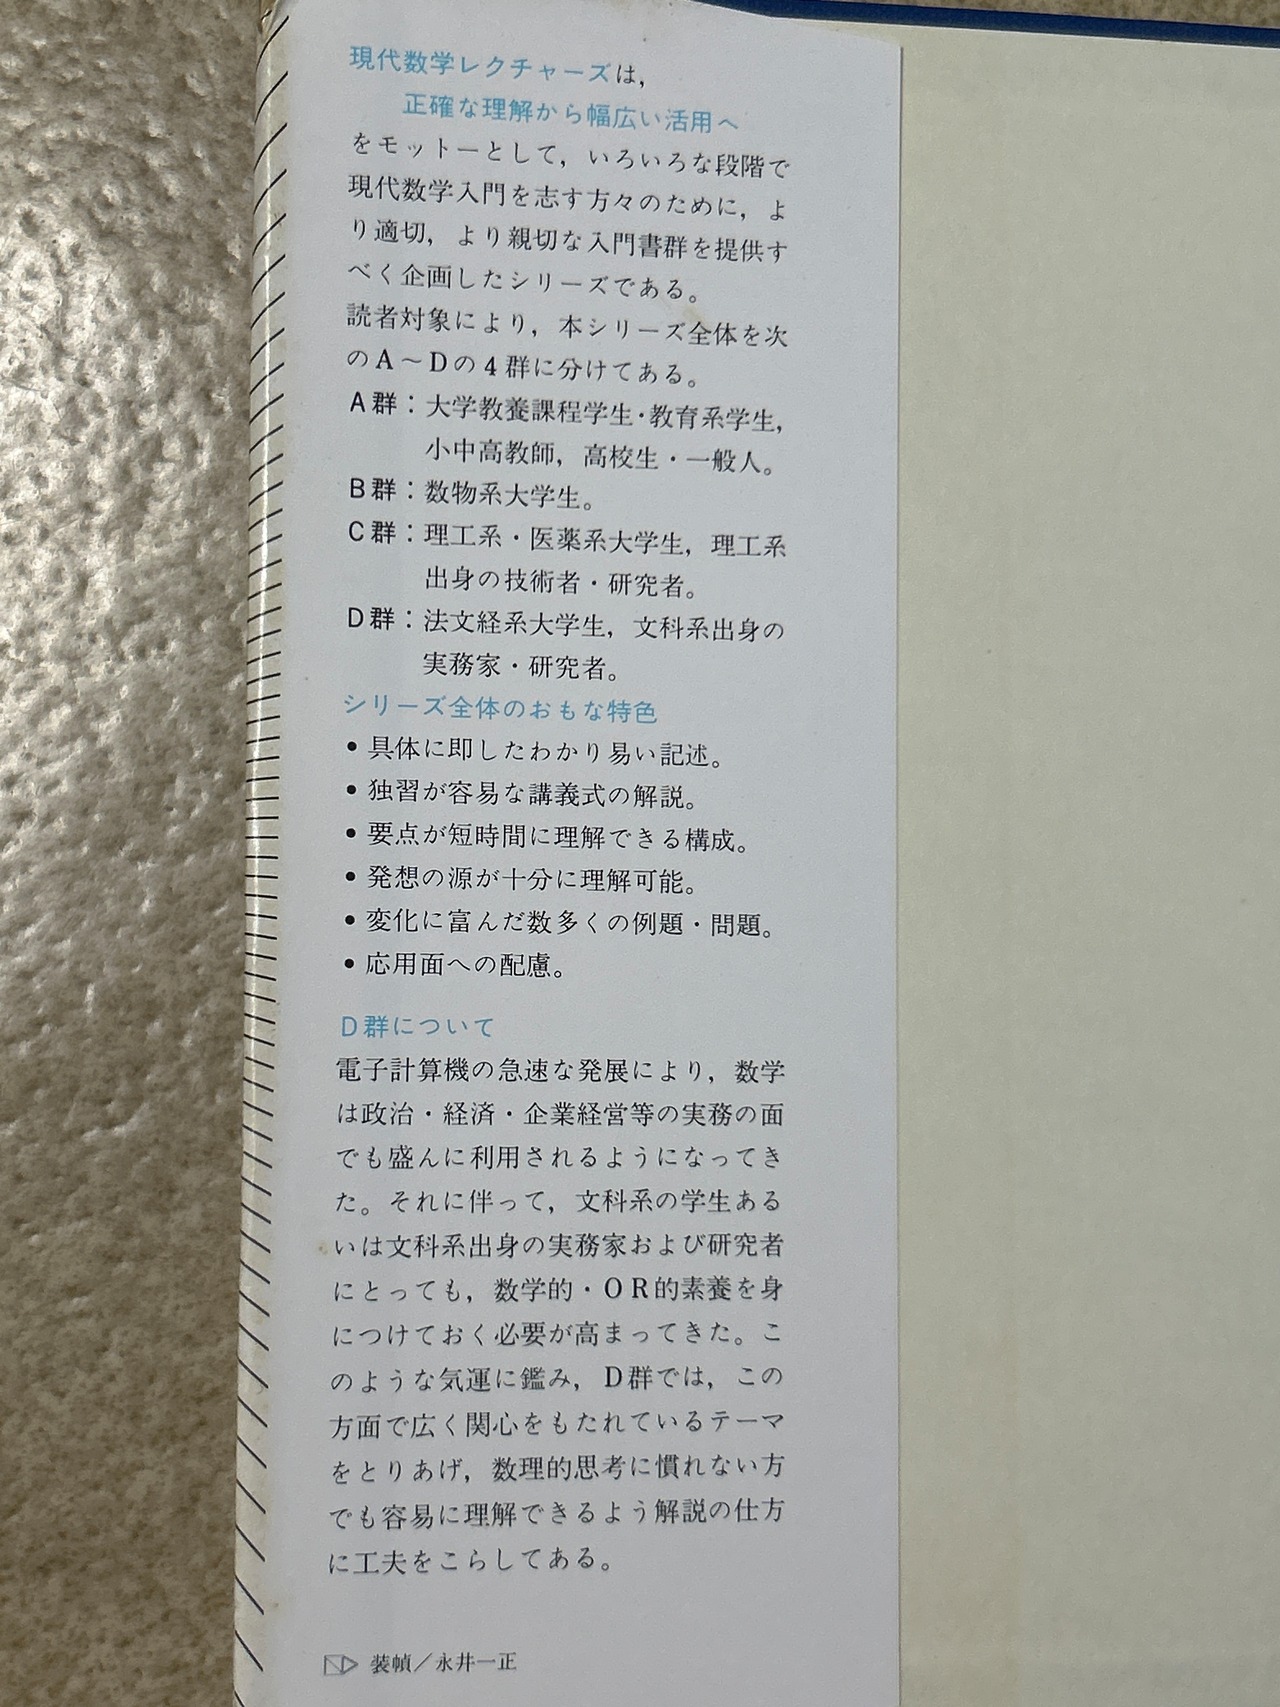 現代数学レクチャーズは，
正確な理解から幅広い活用へ
をモットーとして，いろいろな段階で
現代数学入門を志す方々のために，よ
り適切，より親切な入門書群を提供す
べく企画したシリーズである。
読者対象により，本シリーズ全体を次
のA～Dの4群に分けてある。
A群：大学教養課程学生・教育系学生，
小中高教師，高校生・一般人。
B群：数物系大学生。
C群：理工系・医薬系大学生，理工系
出身の技術者・研究者。
D群：法文経系大学生，文科系出身の
実務家・研究者。
シリーズ全体のおもな特色
•具体に即したわかり易い記述。
•独習が容易な講義式の解説。
•要点が短時間に理解できる構成。
•発想の源が十分に理解可能。
•変化に富んだ数多くの例題・問題。
•応用面への配慮。
D群について
電子計算機の急速な発展により，数学
は政治・経済・企業経営等の実務の面
でも盛んに利用されるようになってき
た。それに伴って，文科系の学生ある
いは文科系出身の実務家および研究者
にとっても，数学的・OR的素養を身
につけておく必要が高まってきた。こ
のような気運に鑑み，D群では，この
方面で広く関心をもたれているテーマ
をとりあげ，数理的思考に慣れない方
でも容易に理解できるよう解説の仕方
に工夫をこらしてある。
装幀／永井一正